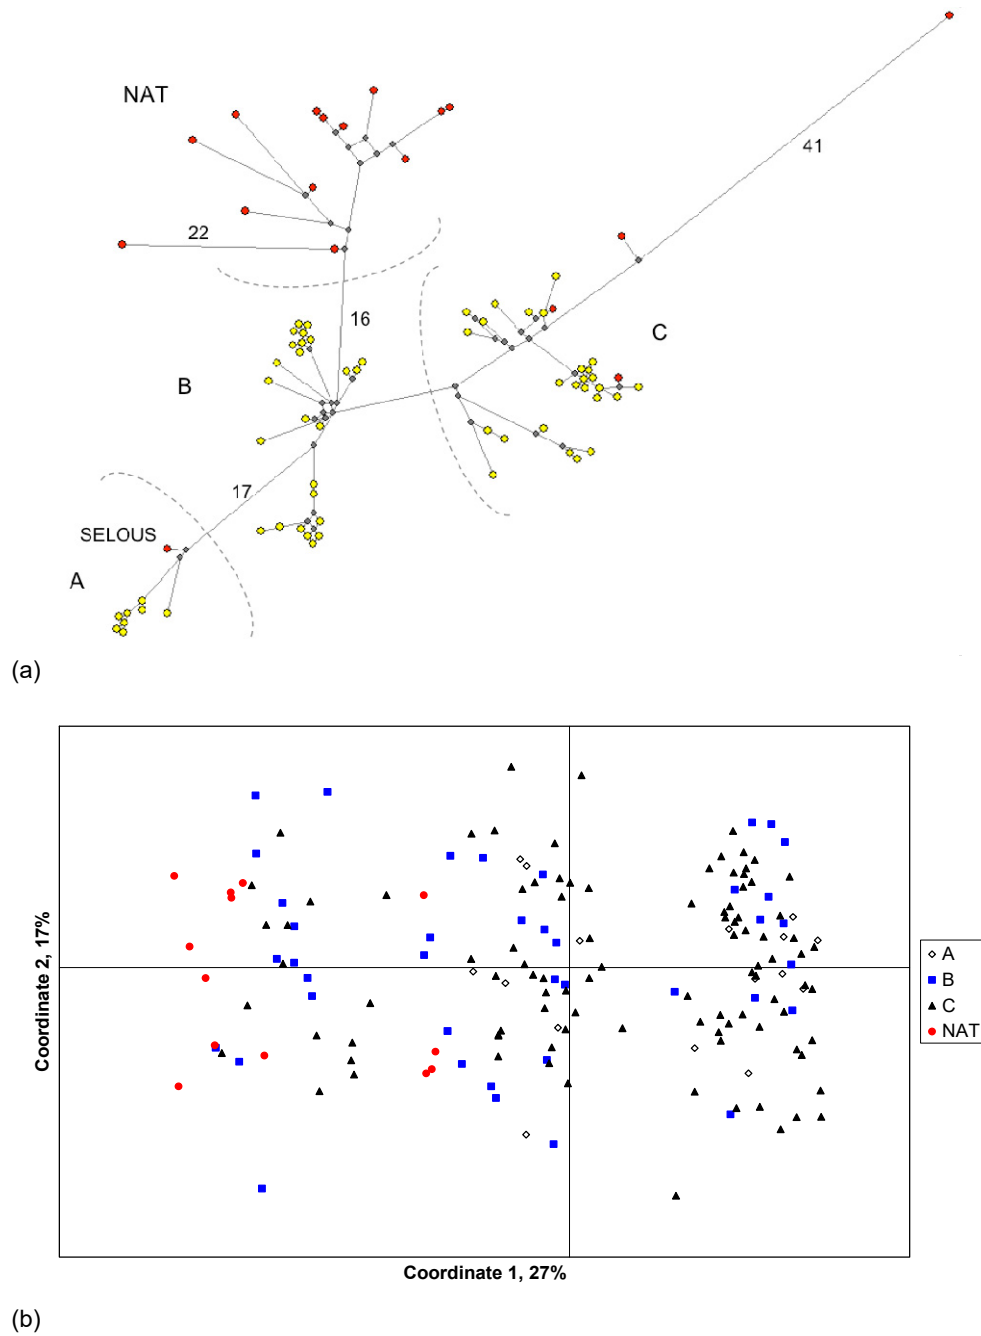 NAT
41
22
16
C
B
17
SELOUS
A
(a)
Coordinate 2, 17%
A
B
C
NAT
Coordinate 1, 27%
(b)